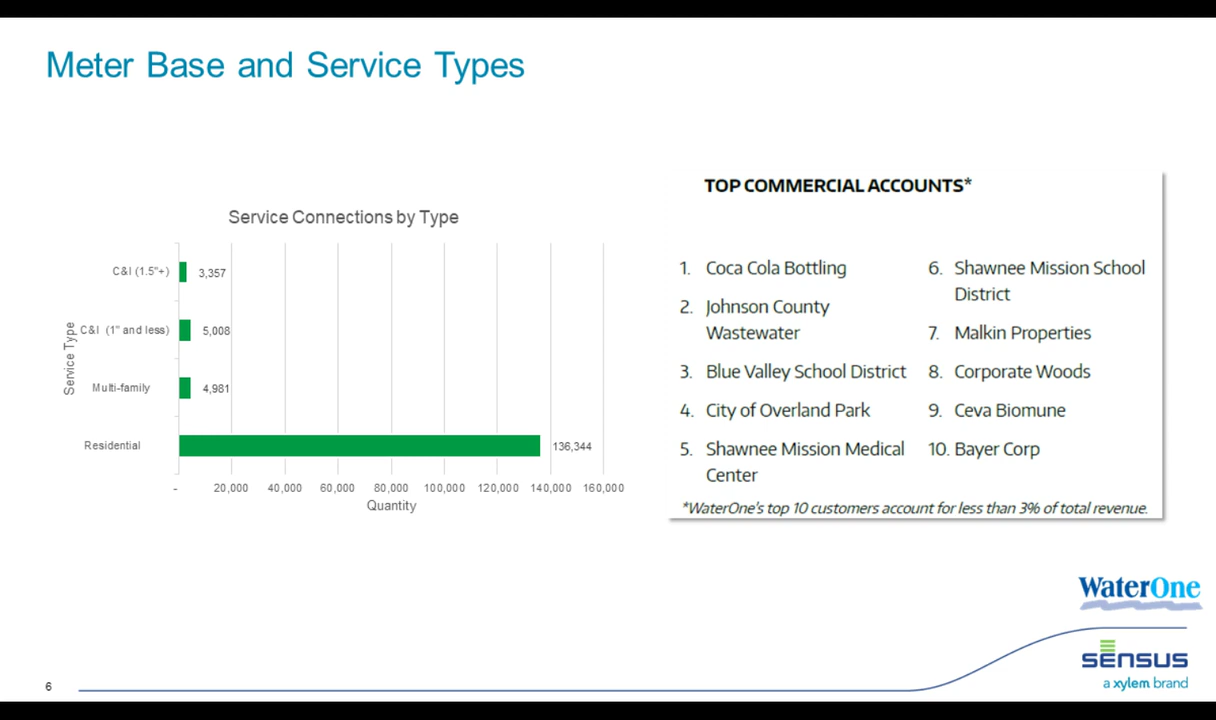 Meter Base and Service Types
Service Connections by Type
Service Type
C&I (1.5"+)
3,357
C&I (1" and less)
5,008
Multi-family
4,981
Residential
136,344
-
20,000
40,000
60,000
80,000
100,000
120,000
140,000
160,000
Quantity
TOP COMMERCIAL ACCOUNTS*
1. Coca Cola Bottling
2. Johnson County
Wastewater
3. Blue Valley School District
4. City of Overland Park
5. Shawnee Mission Medical
Center
6. Shawnee Mission School
District
7. Malkin Properties
8. Corporate Woods
9. Ceva Biomune
10. Bayer Corp
*WaterOne's top 10 customers account for less than 3% of total revenue.
WaterOne
sensus
a xylem brand
6